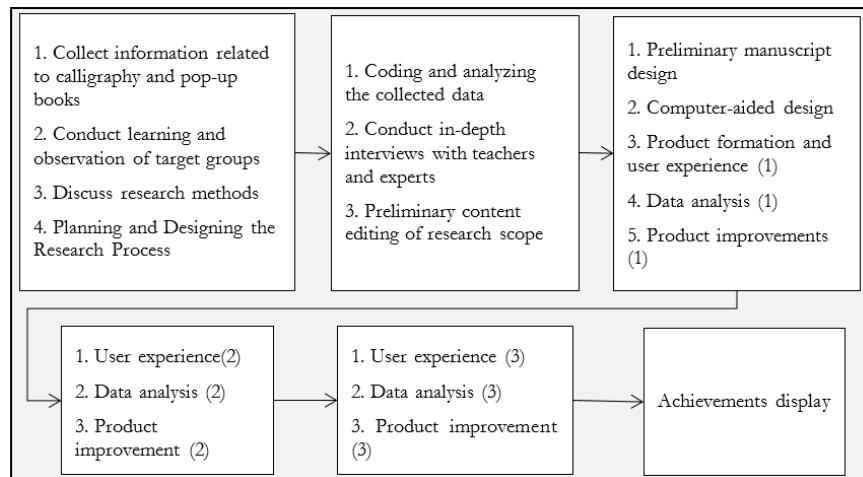 1. Collect information related
to calligraphy and pop-up
books
2. Conduct learning and
observation of target groups
3. Discuss research methods
4. Planning and Designing the
Research Process
1. Coding and analyzing
the collected data
2. Conduct in-depth
interviews with teachers
and experts
3. Preliminary content
editing of research scope
1. Preliminary manuscript
design
2. Computer-aided design
3. Product formation and
user experience (1)
4. Data analysis (1)
5. Product improvements
(1)
1. User experience(2)
2. Data analysis (2)
3. Product
improvement (2)
1. User experience (3)
2. Data analysis (3)
3. Product improvement
(3)
Achievements display